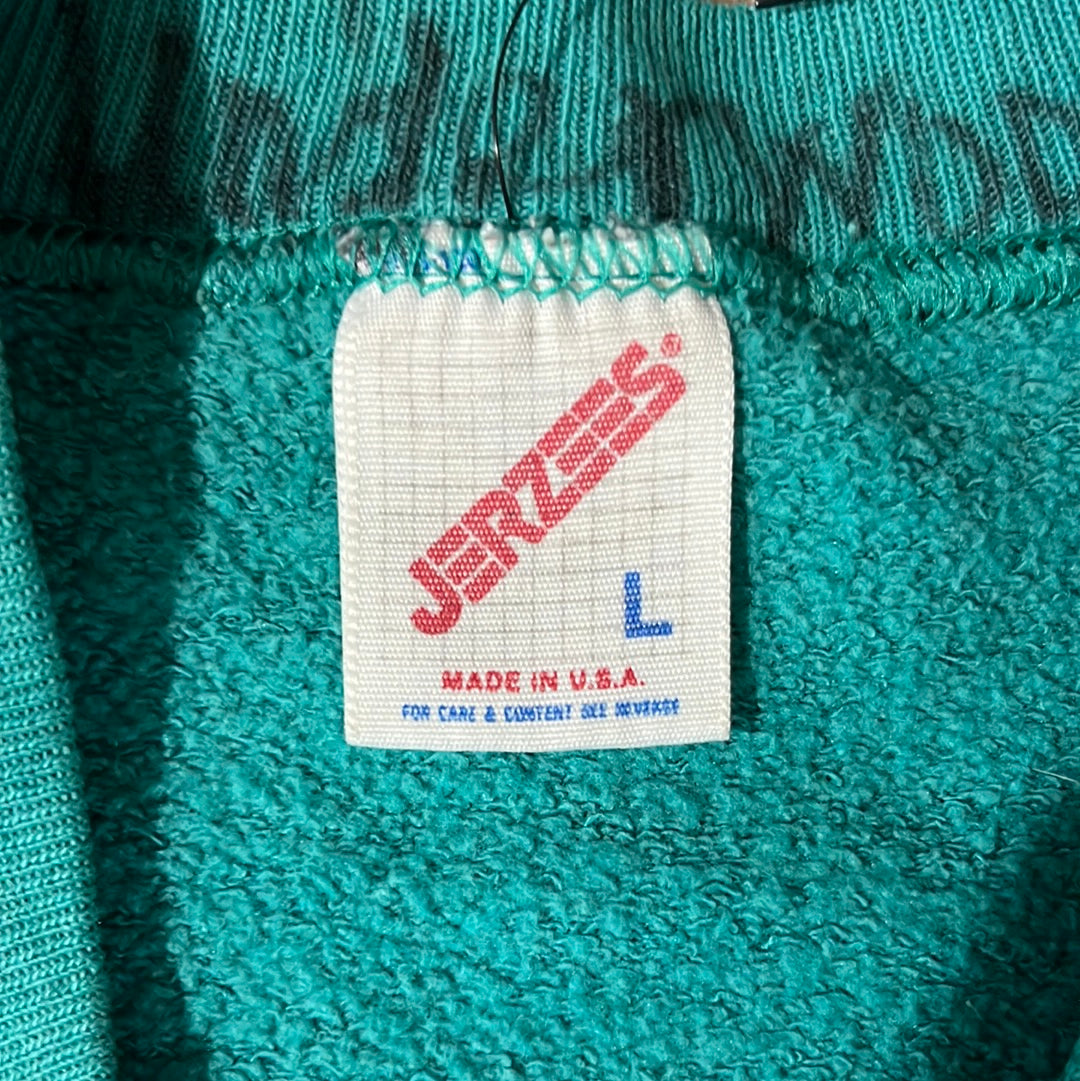 JERZEES®
L
MADE IN U.S.A.
FOR CARE & CONTENT SEE REVERSE